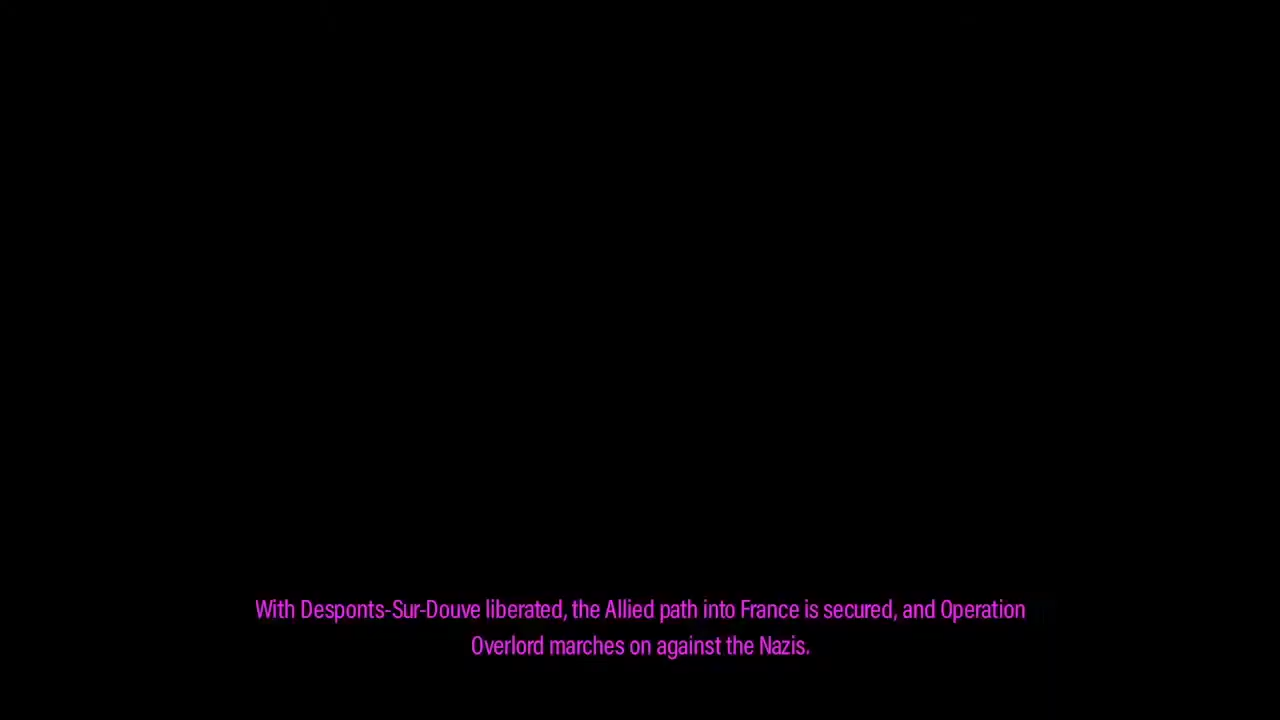 With Desponts-Sur-Douve liberated, the Allied path into France is secured, and Operation
Overlord marches on against the Nazis.